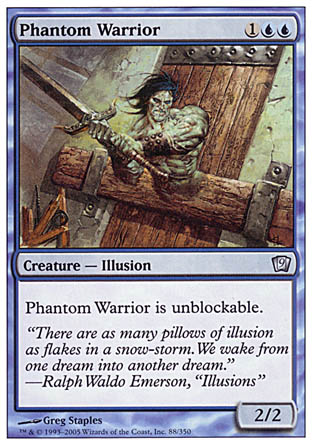 Phantom Warrior 1
Creature — Illusion 9
Phantom Warrior is unblockable.
“There are as many pillows of illusion
as flakes in a snow-storm. We wake from
one dream into another dream.”
—Ralph Waldo Emerson, “Illusions”
Greg Staples
™ & © 1993–2005 Wizards of the Coast, Inc. 88/350
2/2